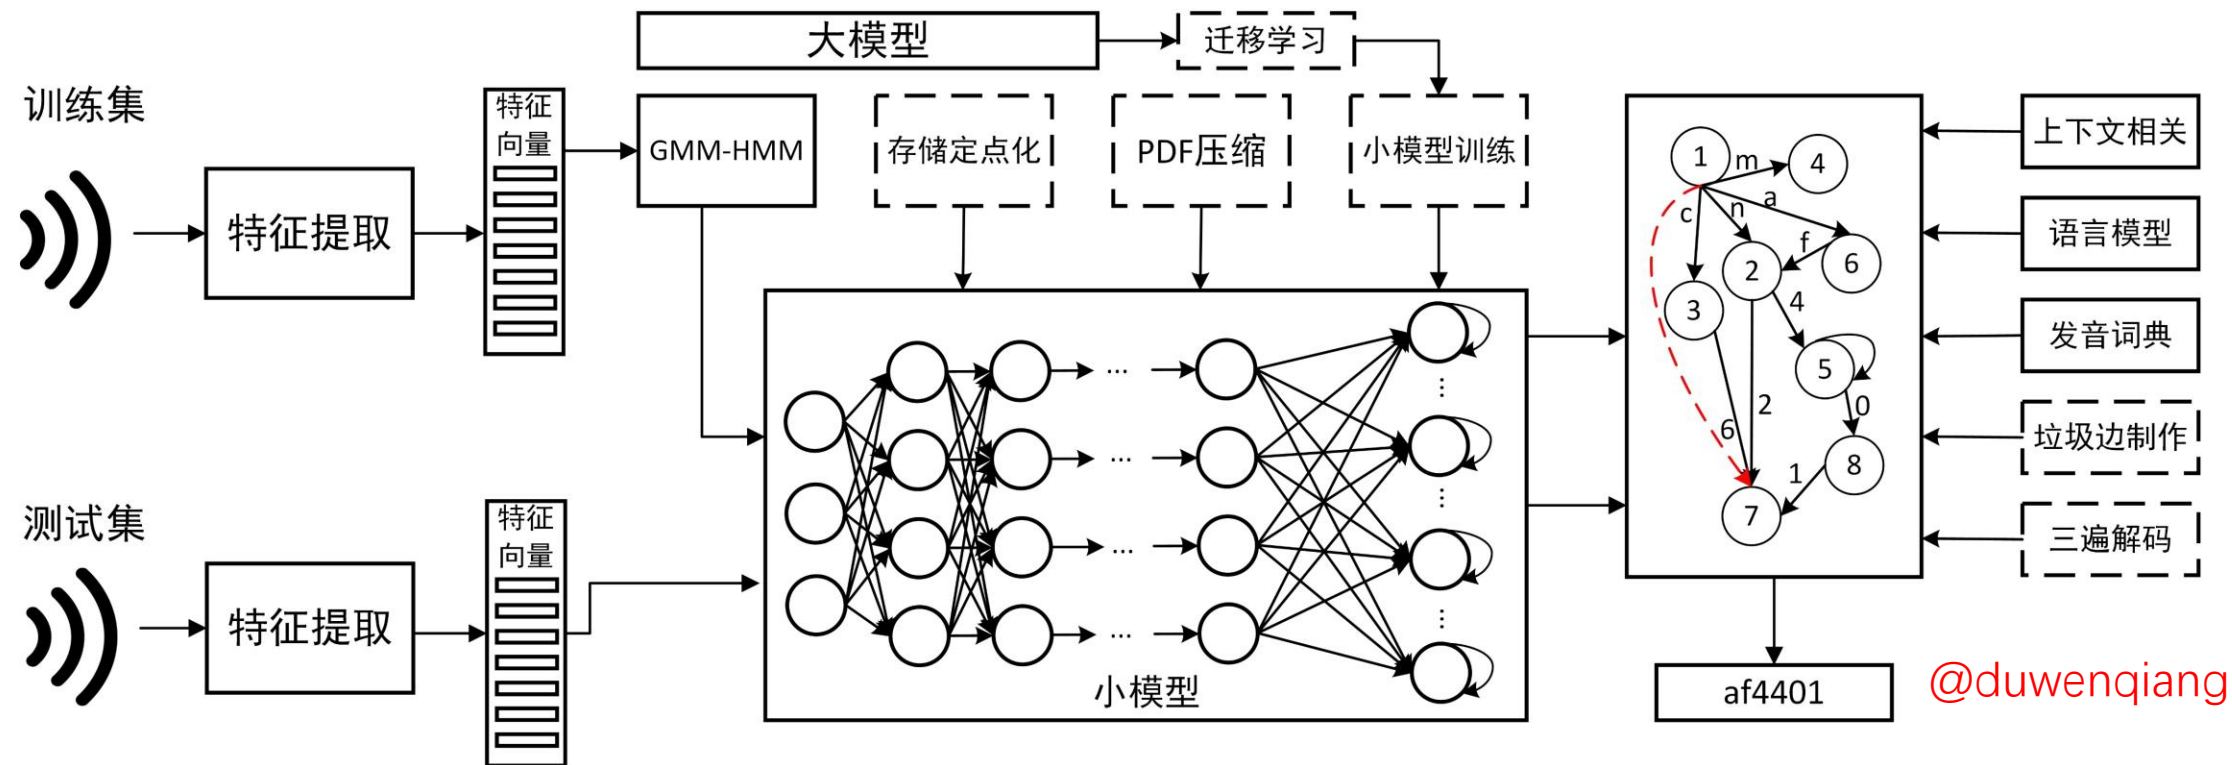 大模型
迁移学习
训练集
特征提取
特征
向量
GMM-HMM
存储定点化
PDF压缩
小模型训练
测试集
特征提取
特征
向量
...
...
...
...
...
...
...
小模型
1
m
4
a
c
n
f
6
2
3
4
5
2
0
6
8
1
7
上下文相关
语言模型
发音词典
垃圾边制作
三遍解码
af4401
@duwenqiang